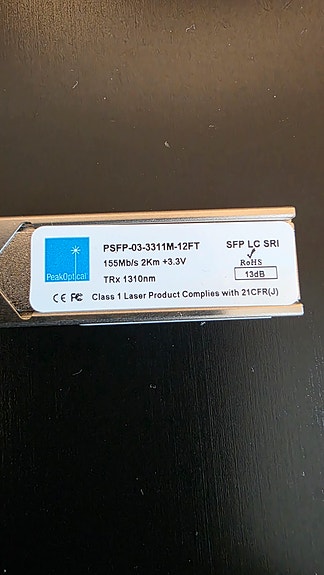 PeakOptical
PSFP-03-3311M-12FT
SFP LC SRI
155Mb/s 2Km +3.3V
RoHS
TRx 1310nm
13dB
CE FC Class 1 Laser Product Complies with 21CFR(J)